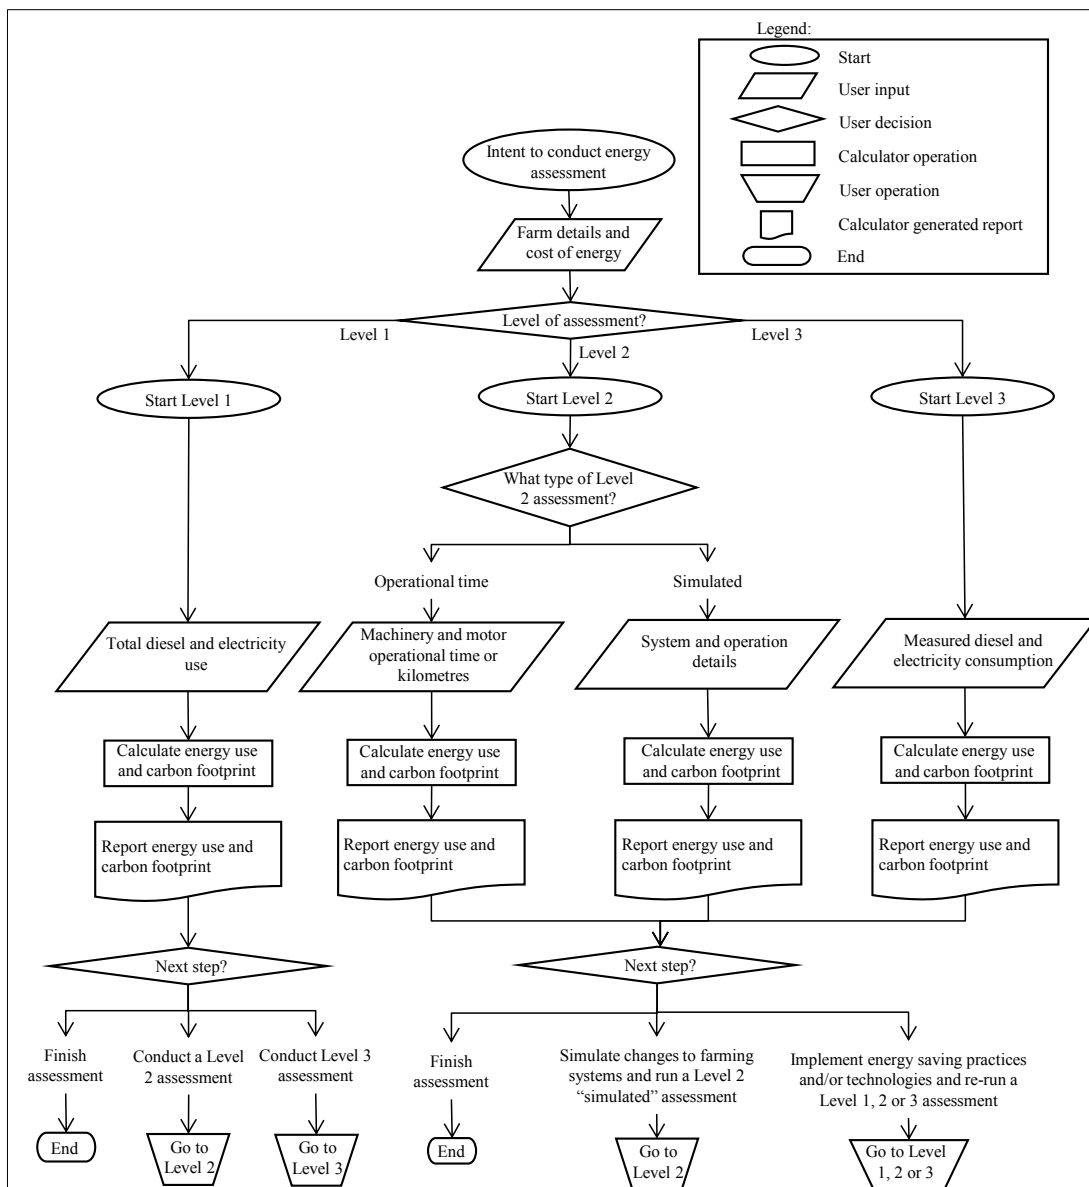 Legend:
Start
User input
User decision
Calculator operation
User operation
Calculator generated report
End
Intent to conduct energy
assessment
Farm details and
cost of energy
Level of assessment?
Level 1
Level 2
Level 3
Start Level 1
Start Level 2
Start Level 3
What type of Level
2 assessment?
Operational time
Simulated
Total diesel and electricity
use
Machinery and motor
operational time or
kilometres
System and operation
details
Measured diesel and
electricity consumption
Calculate energy use
and carbon footprint
Calculate energy use
and carbon footprint
Calculate energy use
and carbon footprint
Calculate energy use
and carbon footprint
Report energy use and
carbon footprint
Report energy use and
carbon footprint
Report energy use and
carbon footprint
Report energy use and
carbon footprint
Next step?
Next step?
Finish
assessment
Conduct a Level
2 assessment
Conduct Level 3
assessment
Finish
assessment
Simulate changes to farming
systems and run a Level 2
“simulated” assessment
Implement energy saving practices
and/or technologies and re-run a
Level 1, 2 or 3 assessment
End
Go to
Level 2
Go to
Level 3
End
Go to
Level 2
Go to Level
1, 2 or 3